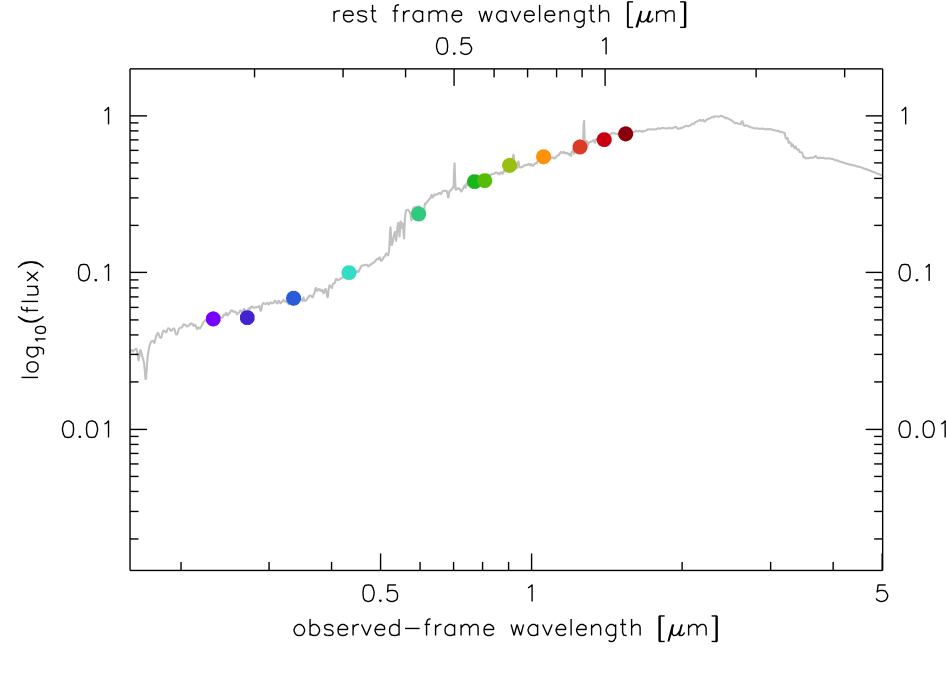 rest frame wavelength [μm]
0.5 1
1 1
0.1 0.1
0.01 0.01
log10(flux)
0.5 1 5
observed-frame wavelength [μm]